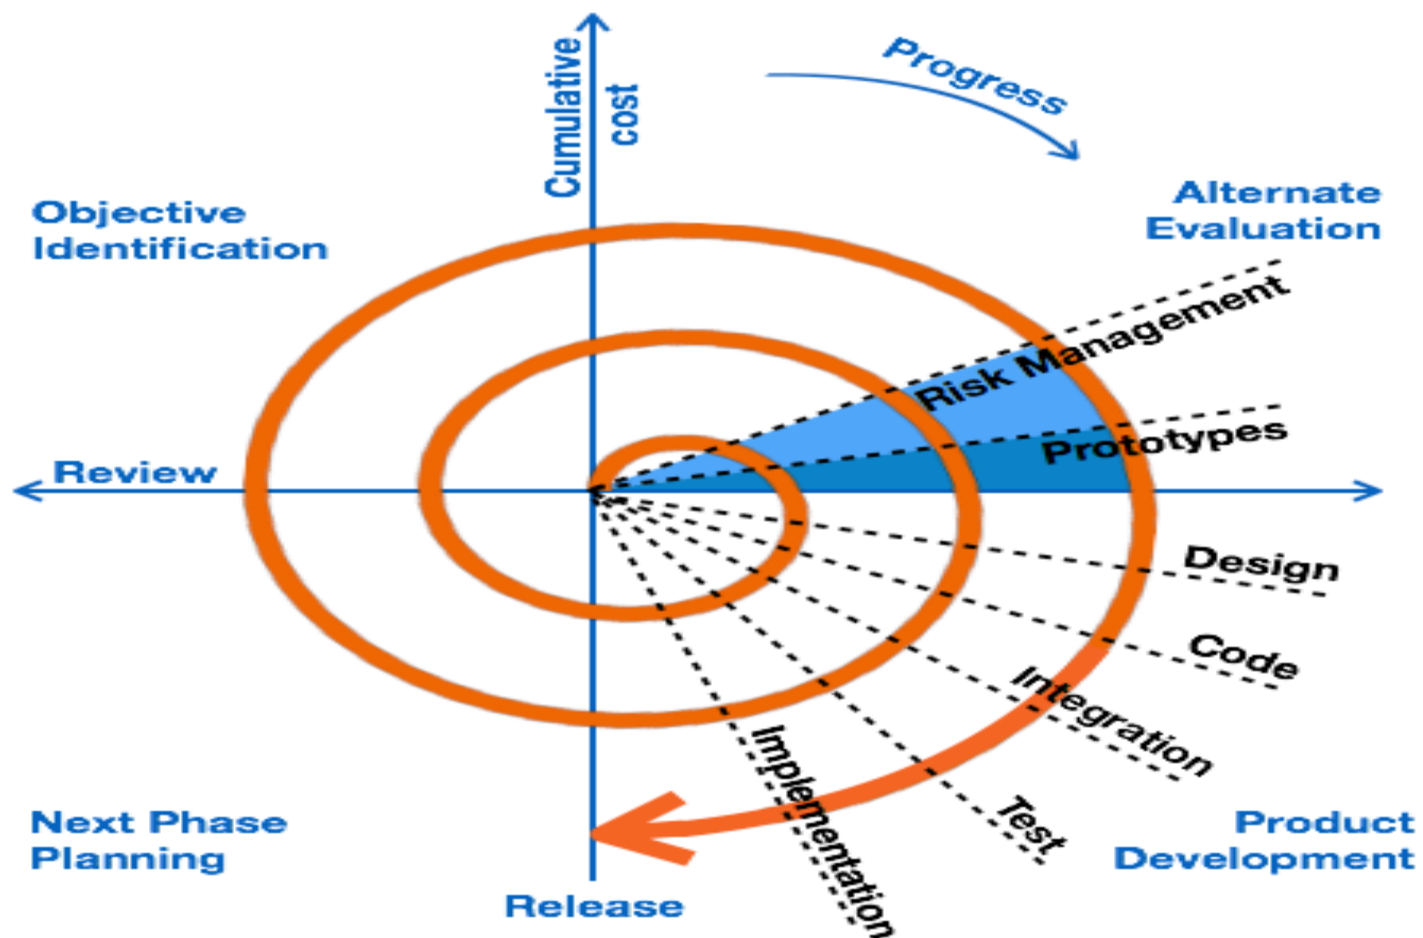 Cumulative
cost
Progress
Objective
Identification
Alternate
Evaluation
Risk Management
Prototypes
Review
Design
Code
Integration
Test
Implementation
Next Phase
Planning
Product
Development
Release